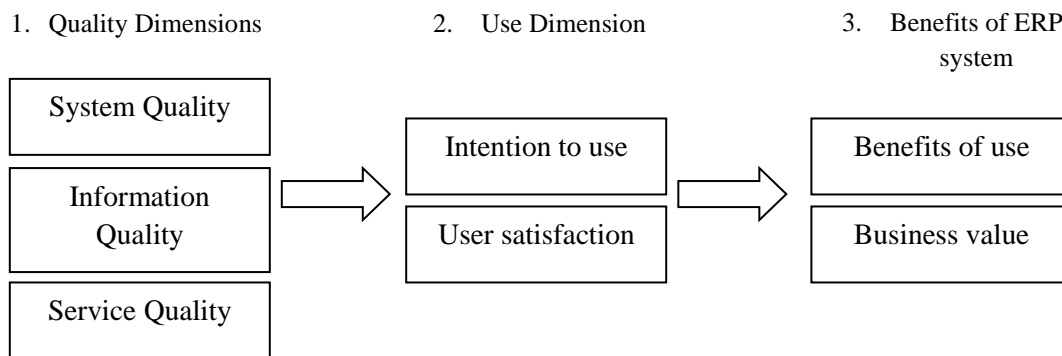 1. Quality Dimensions
2. Use Dimension
3. Benefits of ERP
system
System Quality
Information
Quality
Service Quality
Intention to use
User satisfaction
Benefits of use
Business value